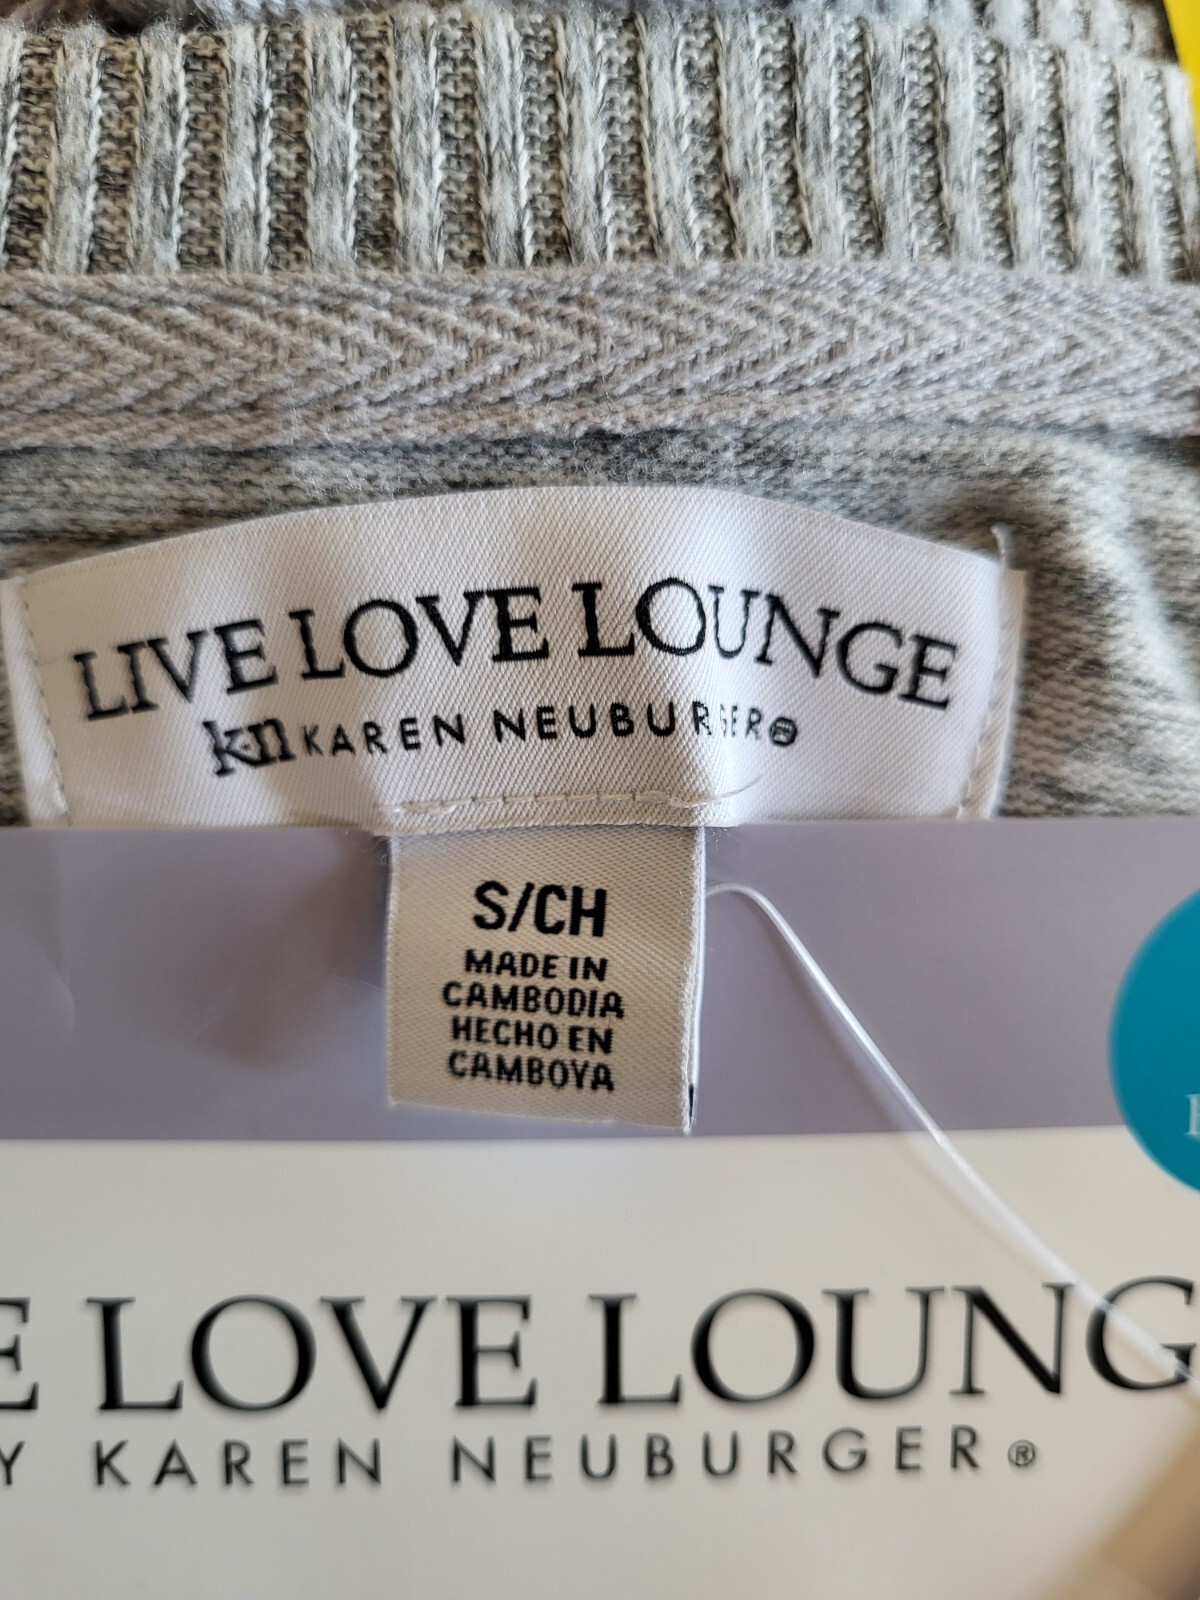 LIVE LOVE LOUNGE
kn KAREN NEUBURGER®
S/CH
MADE IN
CAMBODIA
HECHO EN
CAMBOYA
E LOVE LOUNG
Y KAREN NEUBURGER®